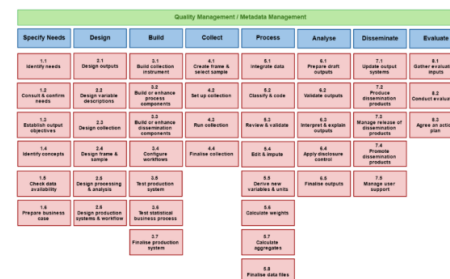 Quality Management / Metadata Management
Specify Needs
Design
Build
Collect
Process
Analyse
Disseminate
Evaluate
1.1
Identify needs
1.2
Consult & confirm
needs
1.3
Establish output
objectives
1.4
Identify concepts
1.5
Check data
availability
1.6
Prepare business
case
2.1
Design outputs
2.2
Design variable
descriptions
2.3
Design collection
2.4
Design frame &
sample
2.5
Design processing
& analysis
2.6
Design production
systems & workflow
3.1
Build collection
instrument
3.2
Build or enhance
process
components
3.3
Build or enhance
dissemination
components
3.4
Configure
workflows
3.5
Test production
system
3.6
Test statistical
business process
3.7
Finalise production
system
4.1
Create frame &
select sample
4.2
Set up collection
4.3
Run collection
4.4
Finalise collection
5.1
Integrate data
5.2
Classify & code
5.3
Review & validate
5.4
Edit & impute
5.5
Derive new
variables & units
5.6
Calculate weights
5.7
Calculate
aggregates
5.8
Finalise data files
6.1
Prepare draft
outputs
6.2
Validate outputs
6.3
Interpret & explain
outputs
6.4
Apply disclosure
control
6.5
Finalise outputs
7.1
Update output
systems
7.2
Produce
dissemination
products
7.3
Manage release of
dissemination
products
7.4
Promote
dissemination
products
7.5
Manage user
support
8.1
Gather evaluat
inputs
8.2
Conduct evaluat
8.3
Agree an actio
plan